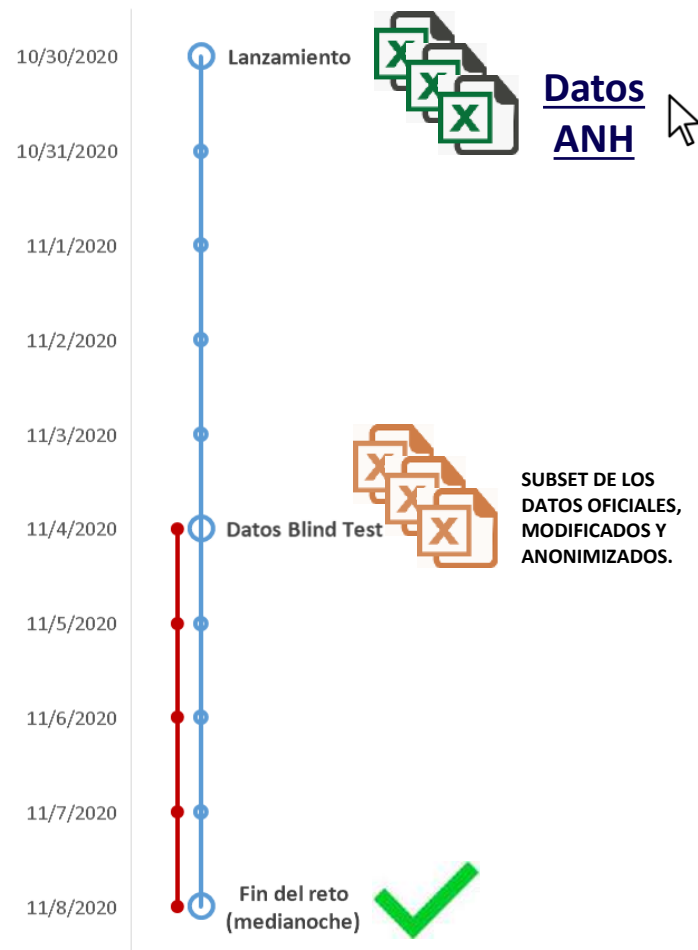 10/30/2020
Lanzamiento
Datos
ANH
10/31/2020
11/1/2020
11/2/2020
11/3/2020
11/4/2020
Datos Blind Test
SUBSET DE LOS
DATOS OFICIALES,
MODIFICADOS Y
ANONIMIZADOS.
11/5/2020
11/6/2020
11/7/2020
11/8/2020
Fin del reto
(medianoche)